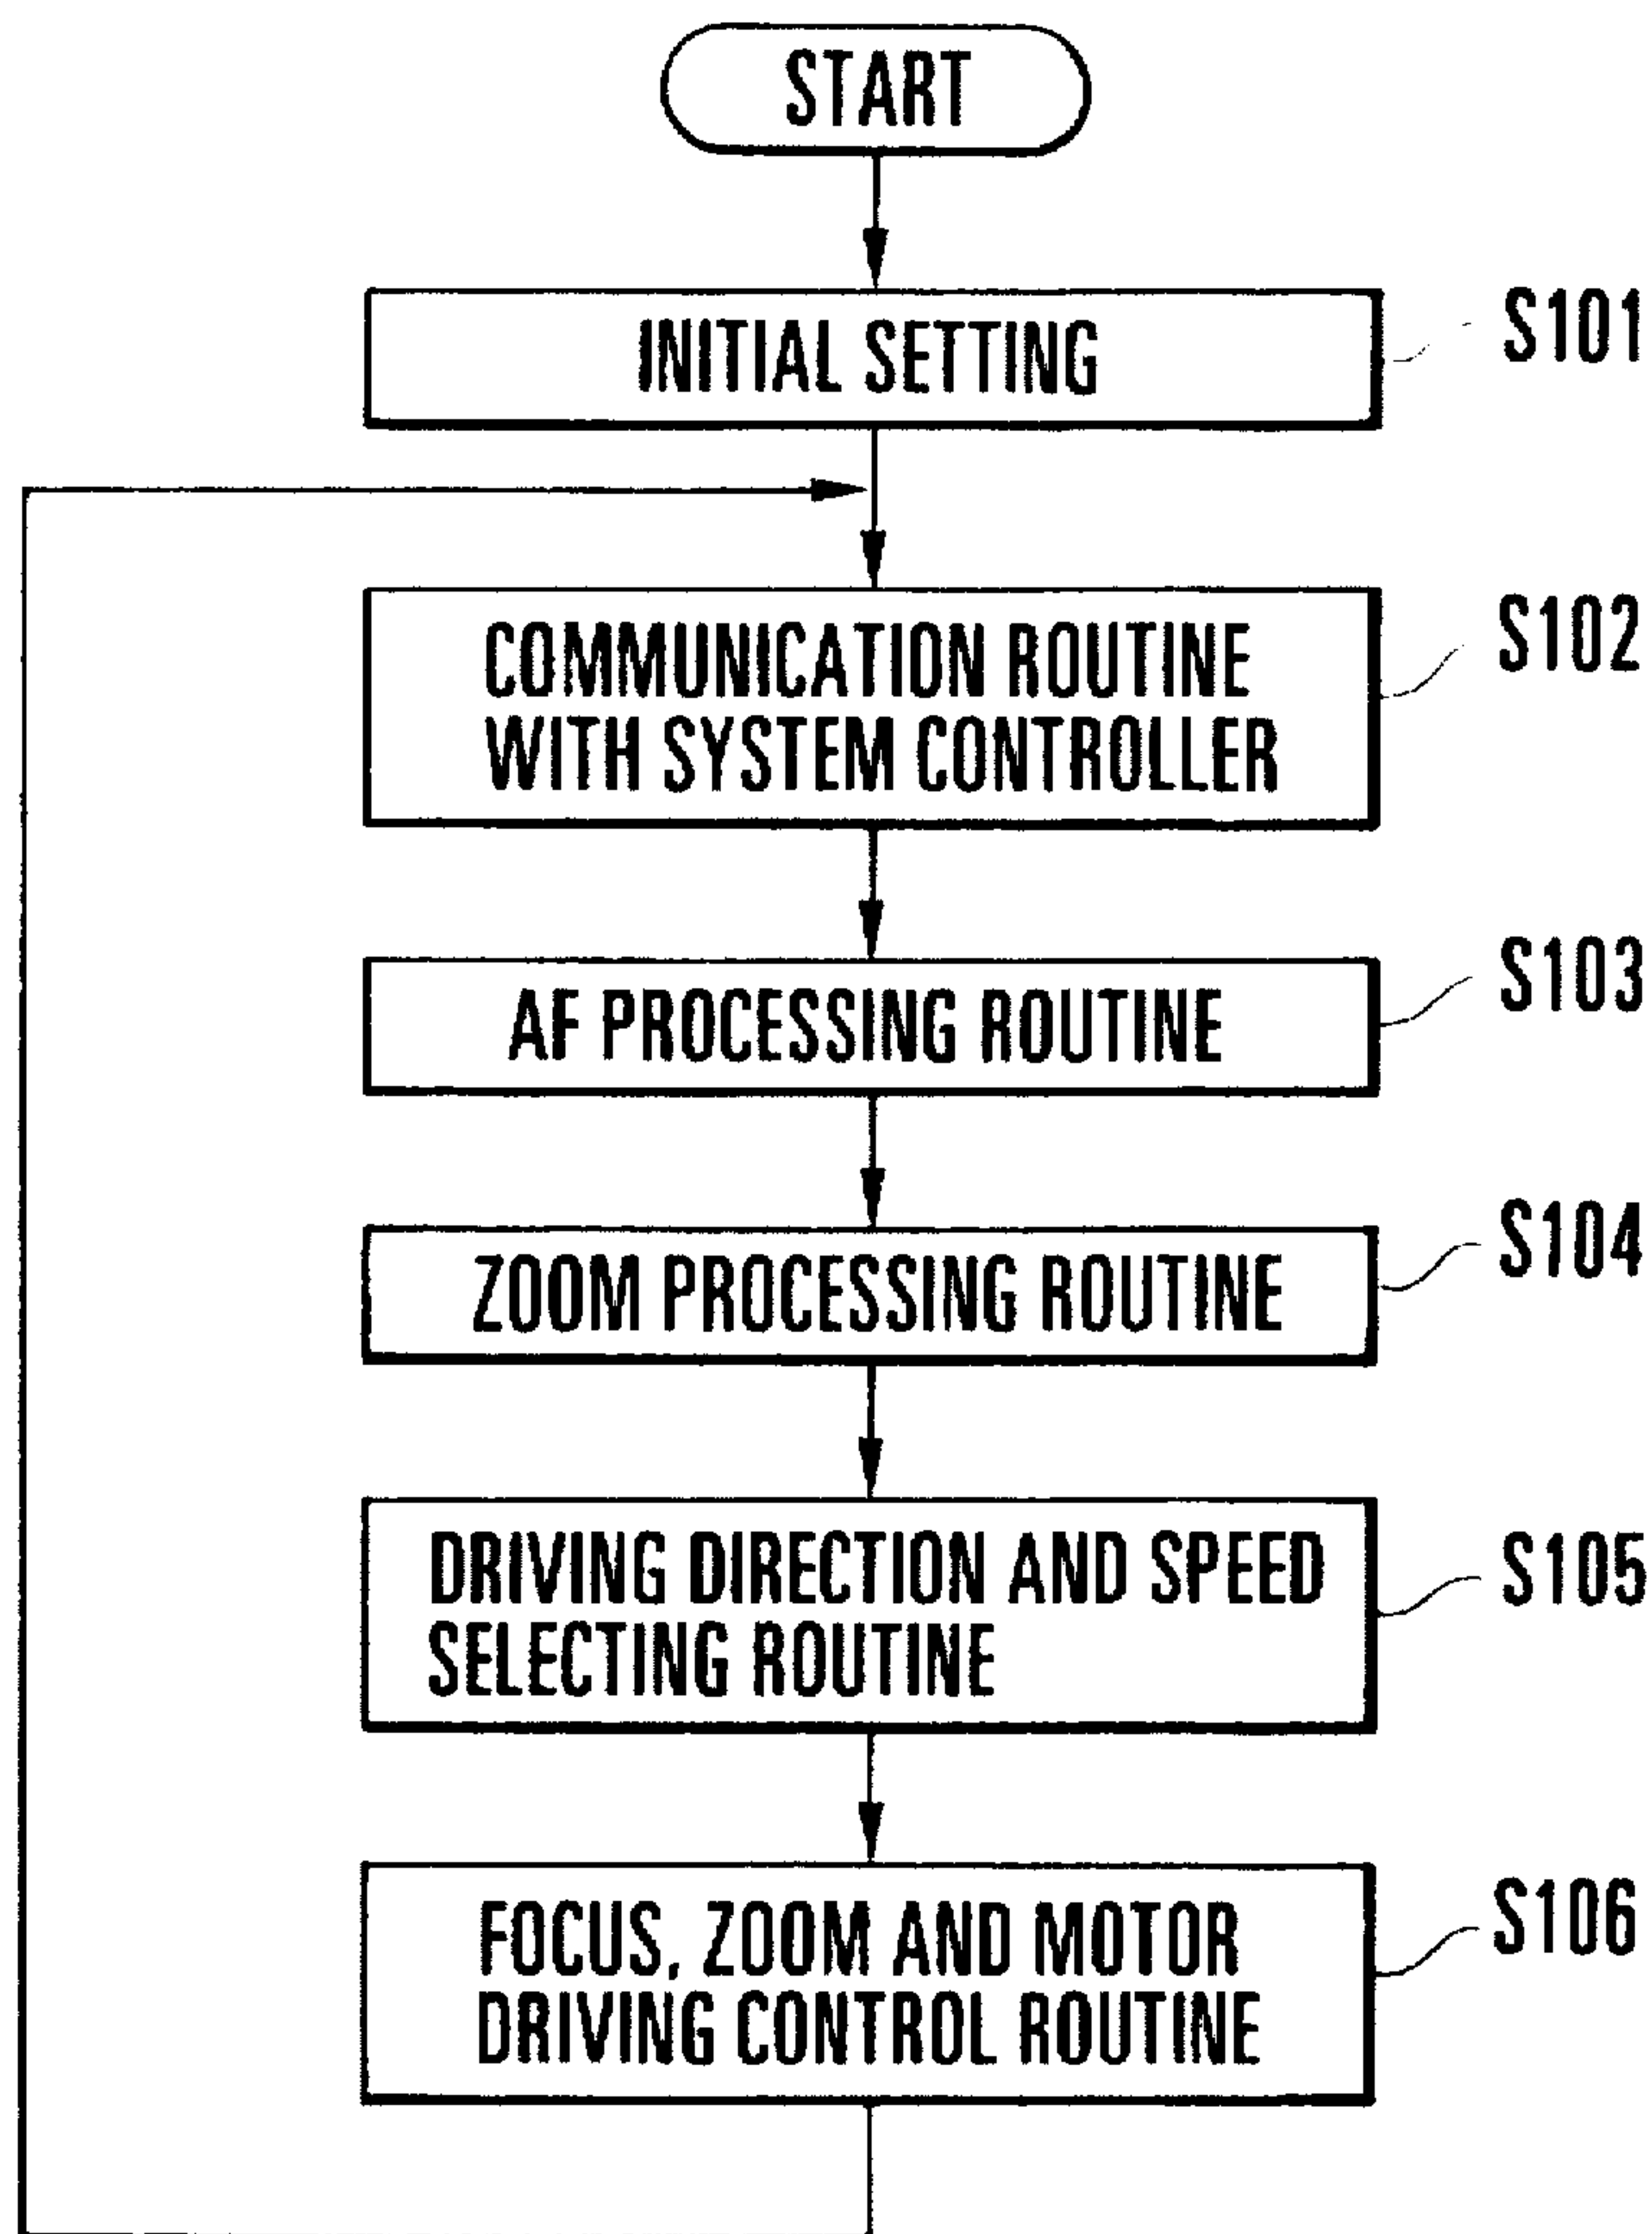 START
INITIAL SETTING
S101
COMMUNICATION ROUTINE
WITH SYSTEM CONTROLLER
S102
AF PROCESSING ROUTINE
S103
ZOOM PROCESSING ROUTINE
S104
DRIVING DIRECTION AND SPEED
SELECTING ROUTINE
S105
FOCUS, ZOOM AND MOTOR
DRIVING CONTROL ROUTINE
S106